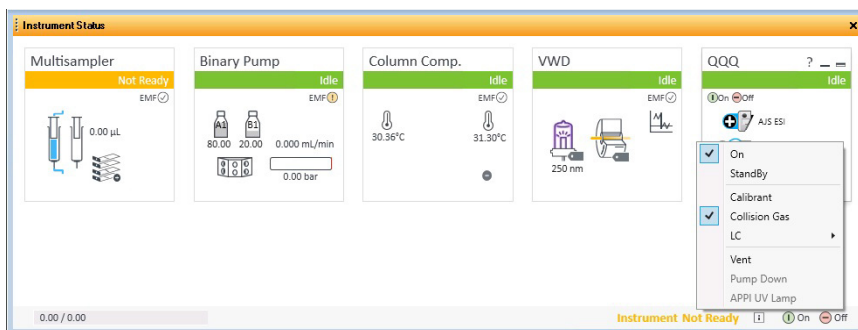 Instrument Status
Multisampler
Not Ready
EMF
0.00 µL
Binary Pump
Idle
EMF
A1 B1
80.00 20.00 0.000 mL/min
0.00 bar
Column Comp.
Idle
EMF
30.36°C 31.30°C
VWD
Idle
EMF
250 nm
QQQ ?
Idle
On Off
AJS ESI
On
StandBy
Calibrant
Collision Gas
LC
Vent
Pump Down
APPI UV Lamp
0.00 / 0.00 Instrument Not Ready i On Off